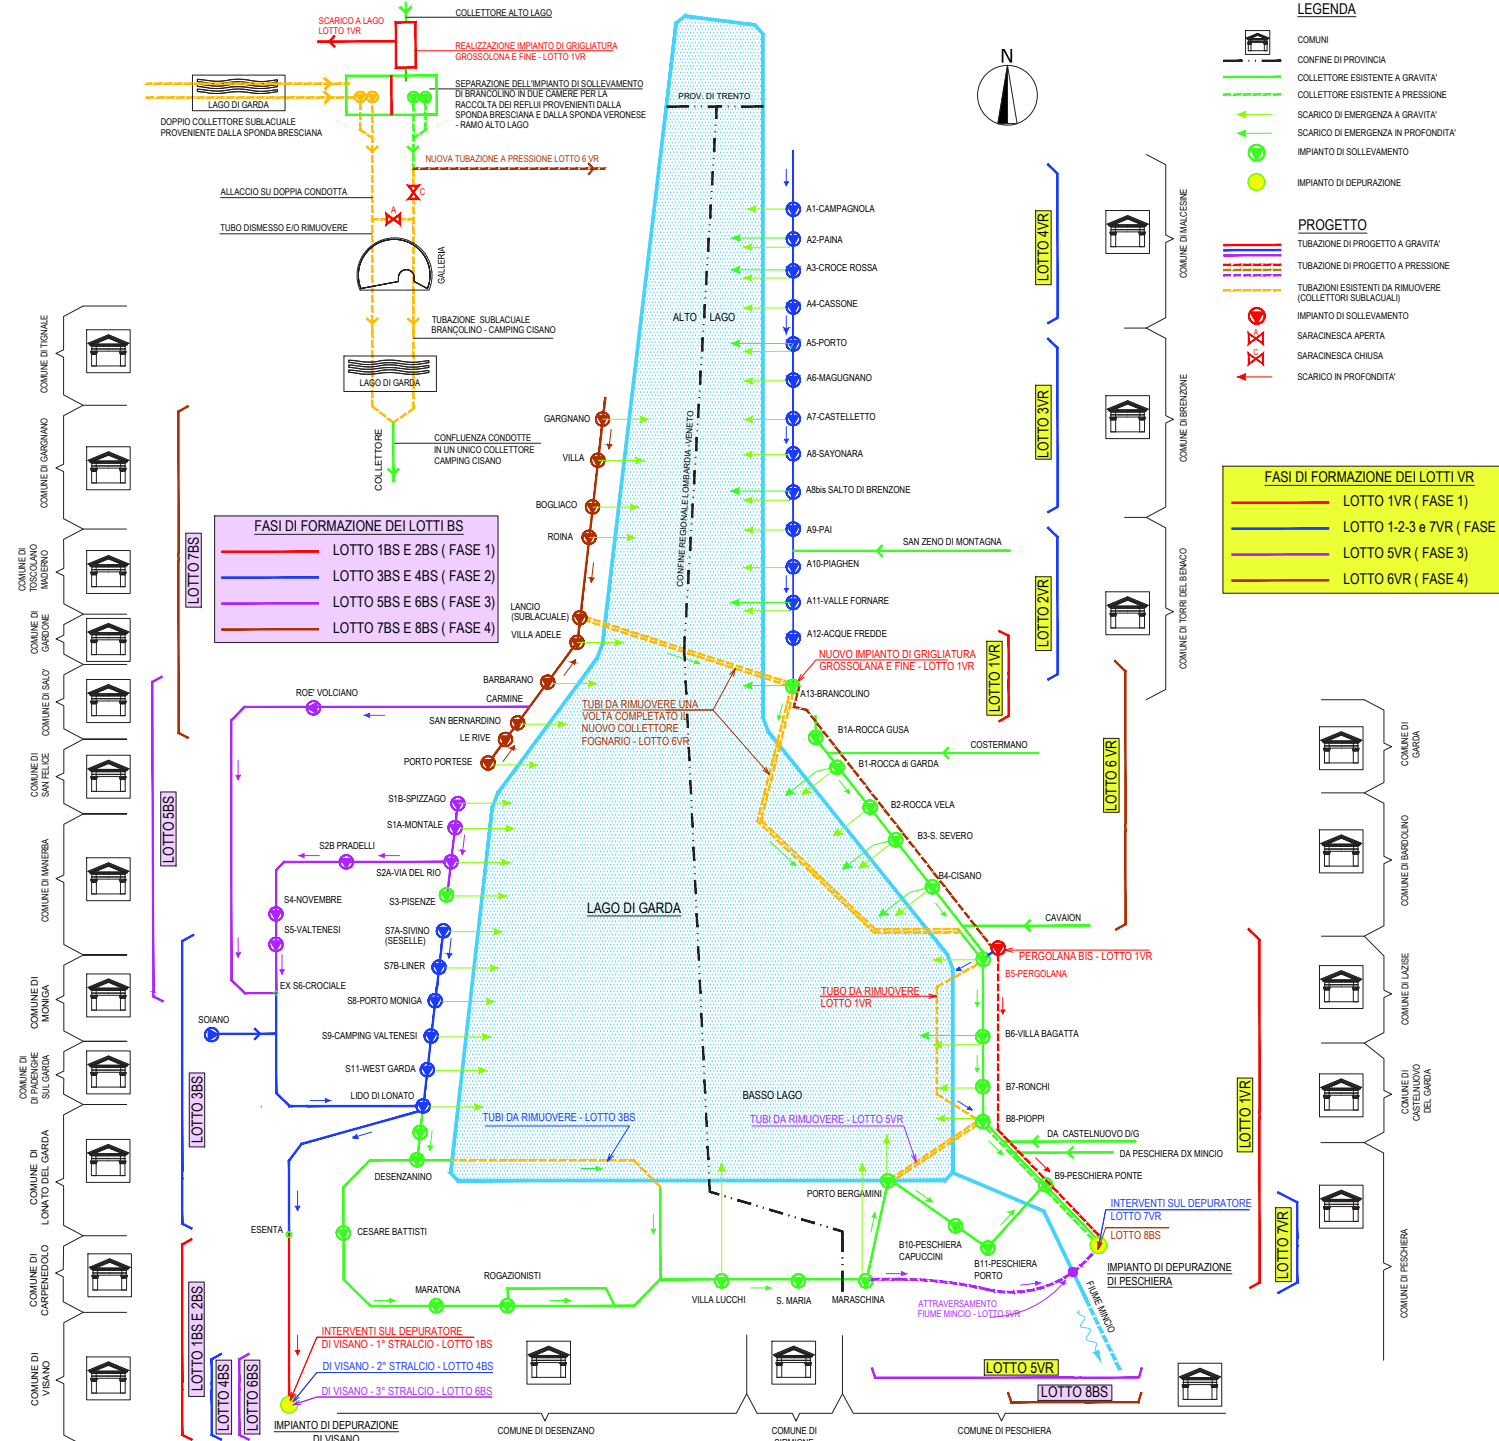 COLLETTORE ALTO LAGO
SCARICO A LAGO
LOTTO 1VR
REALIZZAZIONE IMPIANTO DI GRIGLIATURA
GROSSOLONA E FINE - LOTTO 1VR
SEPARAZIONE DELL'IMPIANTO DI SOLLEVAMENTO
DI BRANCOLINO IN DUE CAMERE PER LA
RACCOLTA DEI REFLUI PROVENIENTI DALLA
SPONDA BRESCIANA E DALLA SPONDA VERONESE
- RAMO ALTO LAGO
LAGO DI GARDA
DOPPIO COLLETTORE SUBLACUALE
PROVENIENTE DALLA SPONDA BRESCIANA
NUOVA TUBAZIONE A PRESSIONE LOTTO 6 VR
ALLACCIO SU DOPPIA CONDOTTA
C
A
TUBO DISMESSO E/O RIMUOVERE
GALLERIA
TUBAZIONE SUBLACUALE
BRANÇOLINO - CAMPING CISANO
LAGO DI GARDA
COLLETTORE
CONFLUENZA CONDOTTE
IN UN UNICO COLLETTORE
CAMPING CISANO
N
LEGENDA
COMUNI
CONFINE DI PROVINCIA
COLLETTORE ESISTENTE A GRAVITA'
COLLETTORE ESISTENTE A PRESSIONE
SCARICO DI EMERGENZA A GRAVITA'
SCARICO DI EMERGENZA IN PROFONDITA'
IMPIANTO DI SOLLEVAMENTO
IMPIANTO DI DEPURAZIONE
PROGETTO
TUBAZIONE DI PROGETTO A GRAVITA'
TUBAZIONE DI PROGETTO A PRESSIONE
TUBAZIONI ESISTENTI DA RIMUOVERE
(COLLETTORI SUBLACUALI)
IMPIANTO DI SOLLEVAMENTO
A
SARACINESCA APERTA
C
SARACINESCA CHIUSA
SCARICO IN PROFONDITA'
FASI DI FORMAZIONE DEI LOTTI VR
LOTTO 1VR ( FASE 1)
LOTTO 1-2-3 e 7VR ( FASE
LOTTO 5VR ( FASE 3)
LOTTO 6VR ( FASE 4)
FASI DI FORMAZIONE DEI LOTTI BS
LOTTO 1BS E 2BS ( FASE 1)
LOTTO 3BS E 4BS ( FASE 2)
LOTTO 5BS E 6BS ( FASE 3)
LOTTO 7BS E 8BS ( FASE 4)
PROV. DI TRENTO
ALTO LAGO
CONFINE REGIONALE LOMBARDIA - VENETO
LAGO DI GARDA
BASSO LAGO
A1-CAMPAGNOLA
A2-PAINA
A3-CROCE ROSSA
A4-CASSONE
A5-PORTO
A6-MAGUGNANO
A7-CASTELLETTO
A8-SAYONARA
A8bis SALTO DI BRENZONE
A9-PAI
SAN ZENO DI MONTAGNA
A10-PIAGHEN
A11-VALLE FORNARE
A12-ACQUE FREDDE
NUOVO IMPIANTO DI GRIGLIATURA
GROSSOLANA E FINE - LOTTO 1VR
A13-BRANCOLINO
B1A-ROCCA GUSA
COSTERMANO
B1-ROCCA di GARDA
B2-ROCCA VELA
B3-S. SEVERO
B4-CISANO
CAVAION
PERGOLANA BIS - LOTTO 1VR
B5-PERGOLANA
TUBO DA RIMUOVERE
LOTTO 1VR
B6-VILLA BAGATTA
B7-RONCHI
B8-PIOPPI
DA CASTELNUOVO D/G
DA PESCHIERA DX MINCIO
B9-PESCHIERA PONTE
INTERVENTI SUL DEPURATORE
LOTTO 7VR
LOTTO 8BS
IMPIANTO DI DEPURAZIONE
DI PESCHIERA
FIUME MINCIO
TUBI DA RIMUOVERE - LOTTO 5VR
PORTO BERGAMINI
B10-PESCHIERA
CAPUCCINI
B11-PESCHIERA
PORTO
ATTRAVERSAMENTO
FIUME MINCIO - LOTTO 5VR
MARASCHINA
S. MARIA
VILLA LUCCHI
ROGAZIONISTI
MARATONA
CESARE BATTISTI
DESENZANINO
TUBI DA RIMUOVERE - LOTTO 3BS
TUBI DA RIMUOVERE UNA
VOLTA COMPLETATO IL
NUOVO COLLETTORE
FOGNARIO - LOTTO 6VR
GARGNANO
VILLA
BOGLIACO
ROINA
LANCIO
(SUBLACUALE)
VILLA ADELE
BARBARANO
CARMINE
SAN BERNARDINO
LE RIVE
PORTO PORTESE
ROE' VOLCIANO
S1B-SPIZZAGO
S1A-MONTALE
S2B PRADELLI
S2A-VIA DEL RIO
S3-PISENZE
S4-NOVEMBRE
S5-VALTENESI
EX S6-CROCIALE
S7A-SIVINO
(SESELLE)
S7B-LINER
S8-PORTO MONIGA
SOIANO
S9-CAMPING VALTENESI
S11-WEST GARDA
LIDO DI LONATO
ESENTA
INTERVENTI SUL DEPURATORE
DI VISANO - 1° STRALCIO - LOTTO 1BS
DI VISANO - 2° STRALCIO - LOTTO 4BS
DI VISANO - 3° STRALCIO - LOTTO 6BS
IMPIANTO DI DEPURAZIONE
DI VISANO
COMUNE DI TIGNALE
COMUNE DI GARGNANO
COMUNE DI
TOSCOLANO
MADERNO
COMUNE DI
GARDONE
COMUNE DI SALO'
COMUNE DI
SAN FELICE
COMUNE DI MANERBA
COMUNE DI
MONIGA
COMUNE DI
DI PADENGHE
SUL GARDA
COMUNE DI
LONATO DEL GARDA
COMUNE DI
CARPENEDOLO
COMUNE DI
VISANO
LOTTO 7BS
LOTTO 5BS
LOTTO 3BS
LOTTO 1BS E 2BS
LOTTO 4BS
LOTTO 6BS
LOTTO 4VR
LOTTO 3VR
LOTTO 2VR
LOTTO 1VR
LOTTO 6 VR
LOTTO 1VR
LOTTO 7VR
LOTTO 5VR
LOTTO 8BS
COMUNE DI MALCESINE
COMUNE DI BRENZONE
COMUNE DI TORRI DEL BENACO
COMUNE DI
GARDA
COMUNE DI BARDOLINO
COMUNE DI LAZISE
COMUNE DI
CASTELNUOVO
DEL GARDA
COMUNE DI PESCHIERA
COMUNE DI DESENZANO
COMUNE DI
SIRMIONE
COMUNE DI PESCHIERA